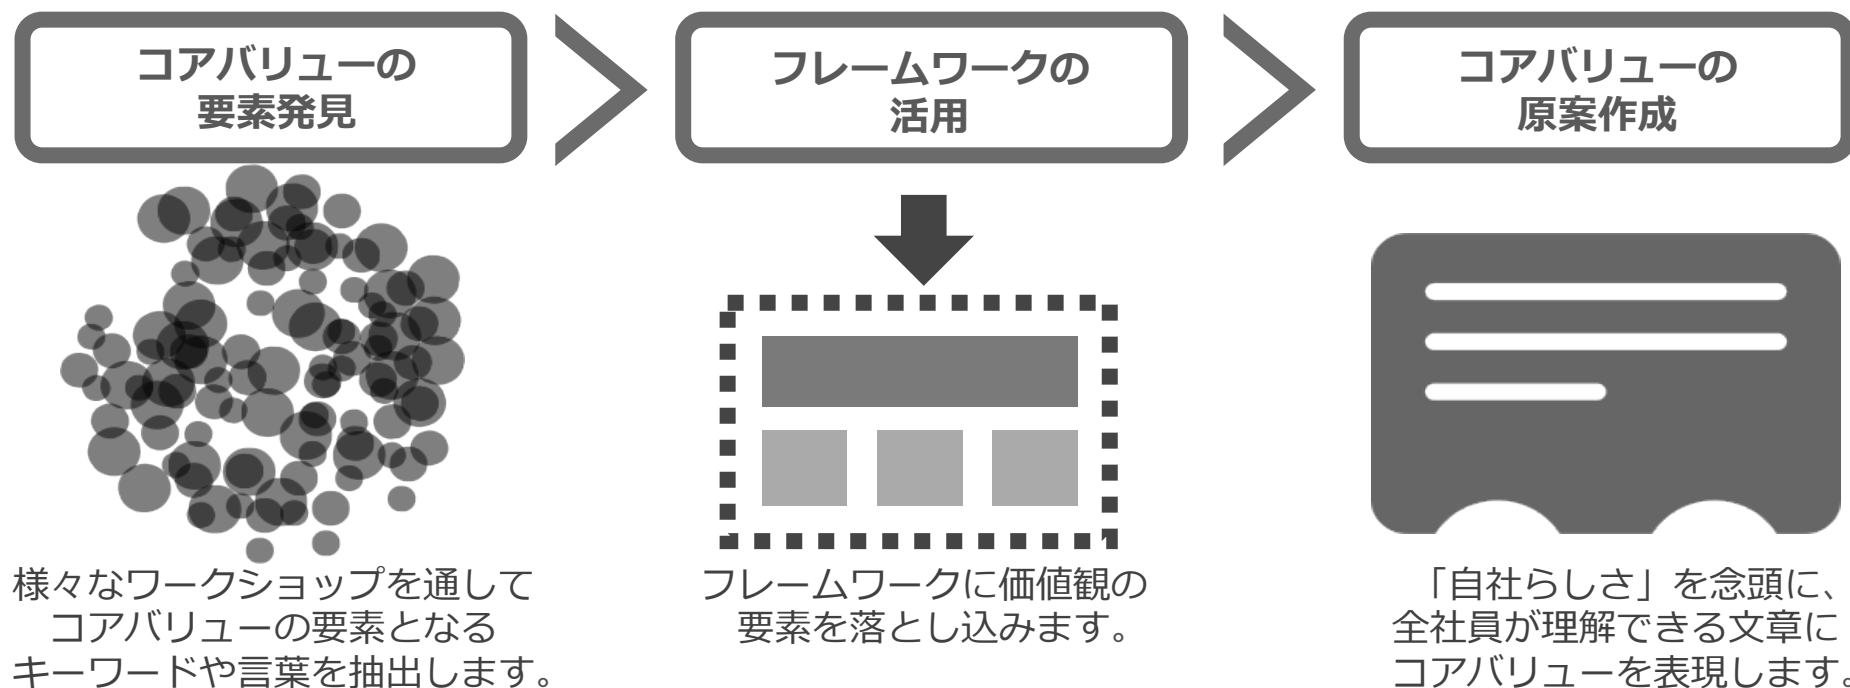 コアバリューの
要素発見
フレームワークの
活用
コアバリューの
原案作成
様々なワークショップを通して
コアバリューの要素となる
キーワードや言葉を抽出します。
フレームワークに価値観の
要素を落とし込みます。
「自社らしさ」を念頭に、
全社員が理解できる文章に
コアバリューを表現します。